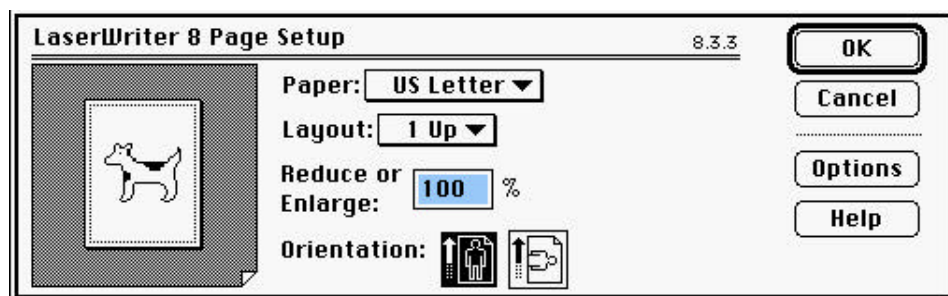 LaserWriter 8 Page Setup 8.3.3
OK
Paper: US Letter
Cancel
Layout: 1 Up
Reduce or
Enlarge: 100 %
Options
Help
Orientation: